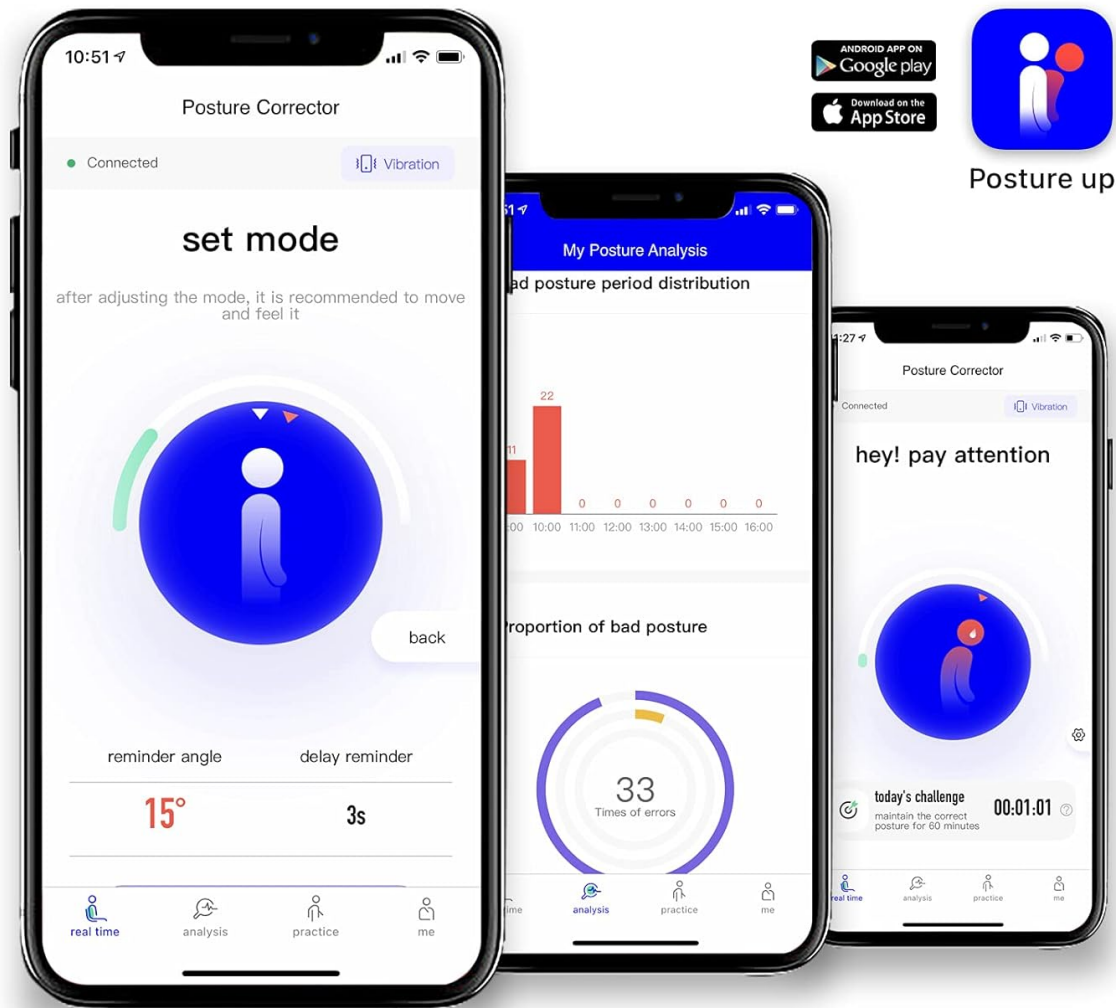 10:51
Posture Corrector
Connected
Vibration
set mode
after adjusting the mode, it is recommended to move
and feel it
back
reminder angle
delay reminder
15°
3s
real time
analysis
practice
me
51
My Posture Analysis
ad posture period distribution
22
11
0 0 0 0 0 0
:00 10:00 11:00 12:00 13:00 14:00 15:00 16:00
Proportion of bad posture
33
Times of errors
time
analysis
practice
me
ANDROID APP ON
Google play
Download on the
App Store
Posture up
:27
Posture Corrector
Connected
Vibration
hey! pay attention
today's challenge
maintain the correct
posture for 60 minutes
00:01:01
real time
analysis
practice
me